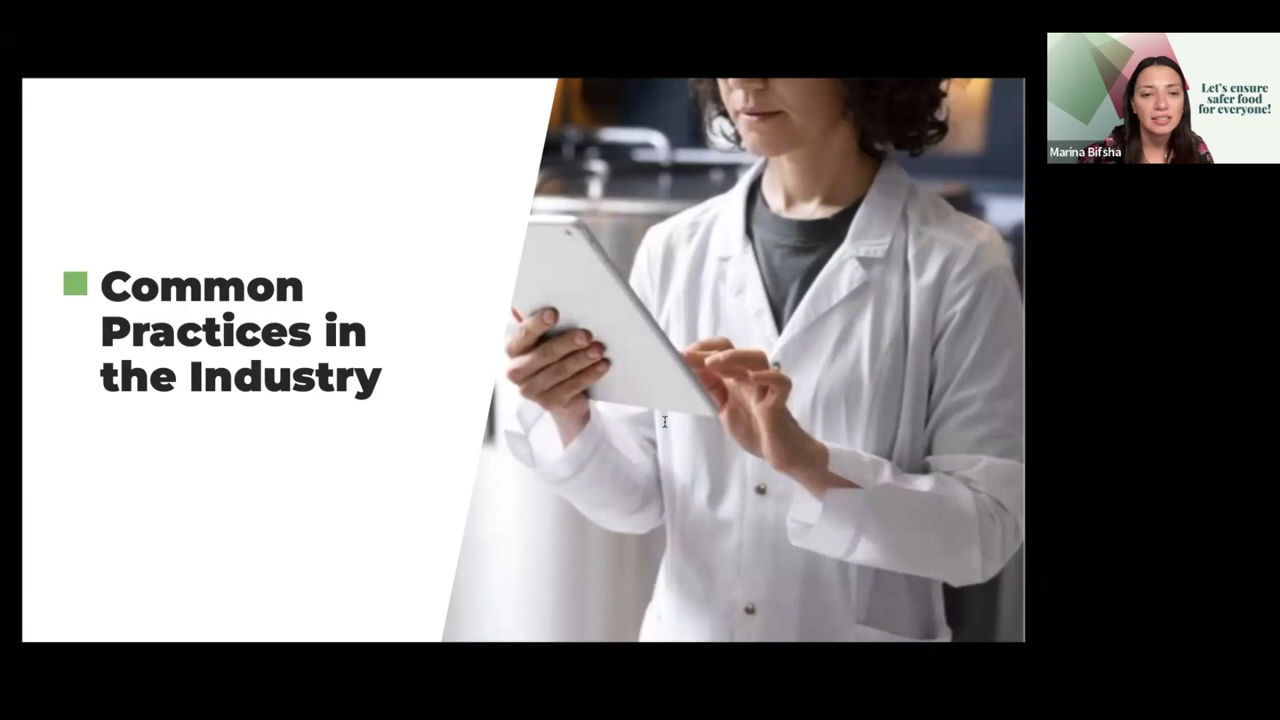 Common
Practices in
the Industry
Let's ensure
safer food
for everyone!
Marina Bifsha